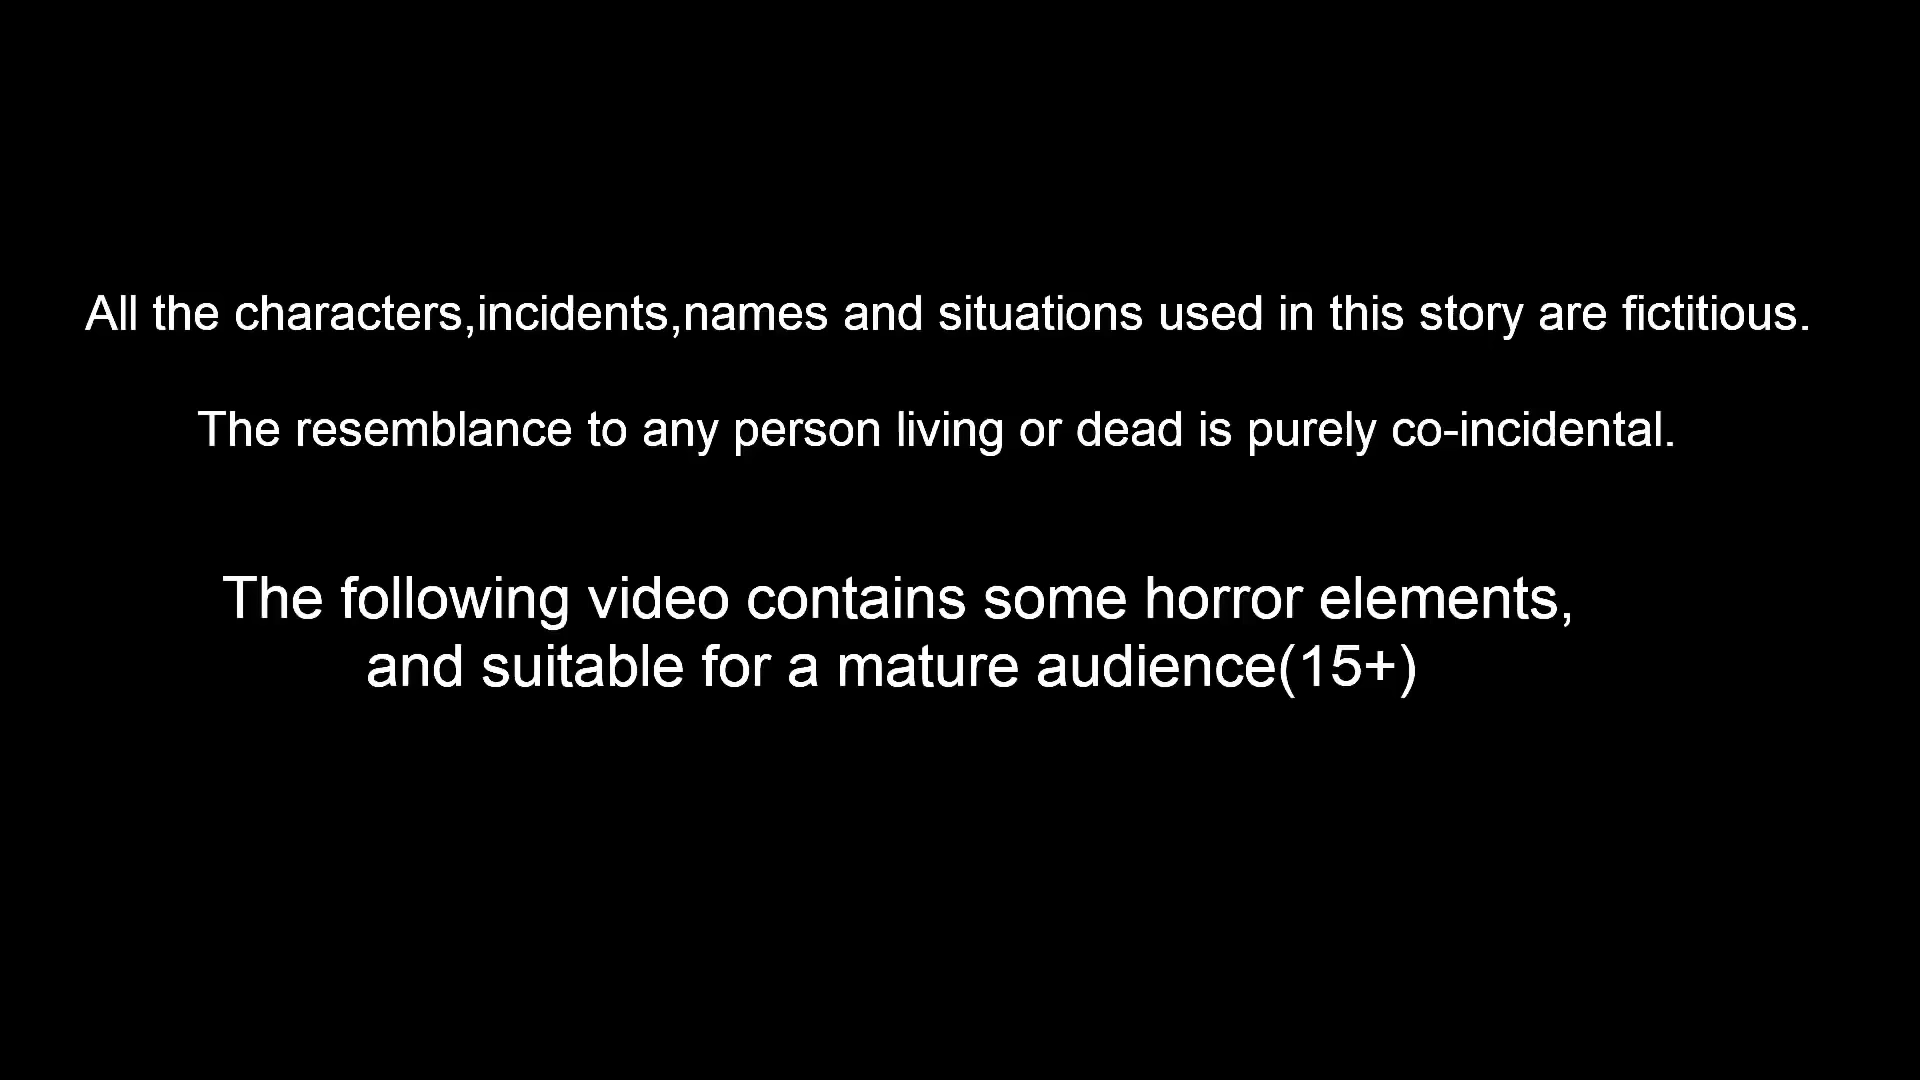 All the characters,incidents,names and situations used in this story are fictitious.
The resemblance to any person living or dead is purely co-incidental.
The following video contains some horror elements,
and suitable for a mature audience(15+)